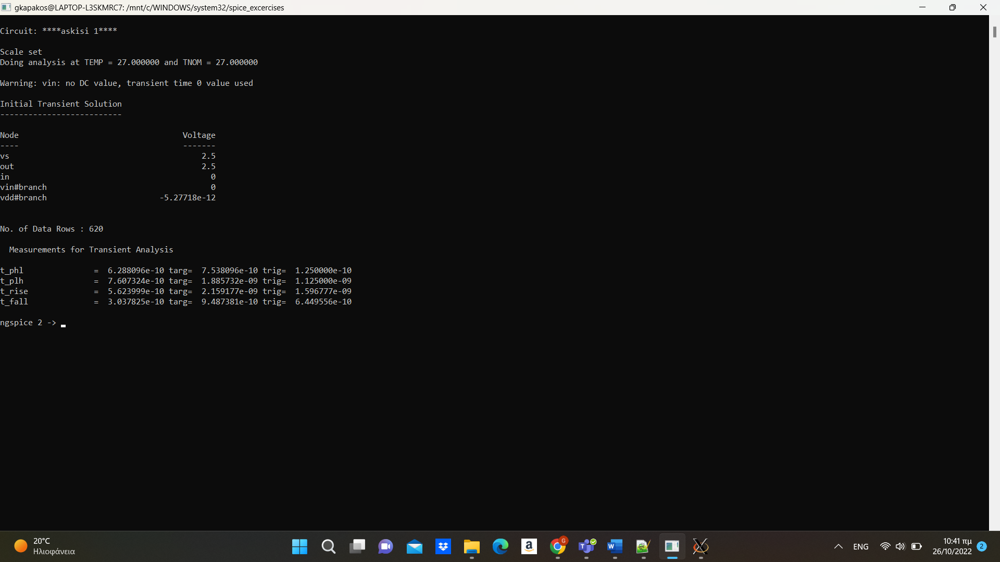 gkapakos@LAPTOP-L3SKMRC7: /mnt/c/WINDOWS/system32/spice_excercises
Circuit: ****askisi 1****
Scale set
Doing analysis at TEMP = 27.000000 and TNOM = 27.000000
Warning: vin: no DC value, transient time 0 value used
Initial Transient Solution
--------------------------
Node Voltage
---- -------
vs 2.5
out 2.5
in 0
vin#branch 0
vdd#branch -5.27718e-12
No. of Data Rows : 620
Measurements for Transient Analysis
t_phl = 6.288096e-10 targ= 7.538096e-10 trig= 1.250000e-10
t_plh = 7.607324e-10 targ= 1.885732e-09 trig= 1.125000e-09
t_rise = 5.623999e-10 targ= 2.159177e-09 trig= 1.596777e-09
t_fall = 3.037825e-10 targ= 9.487381e-10 trig= 6.449556e-10
ngspice 2 ->
20°C
Ηλιοφάνεια
a
G
T
W
ENG
10:41 πμ
26/10/2022
2